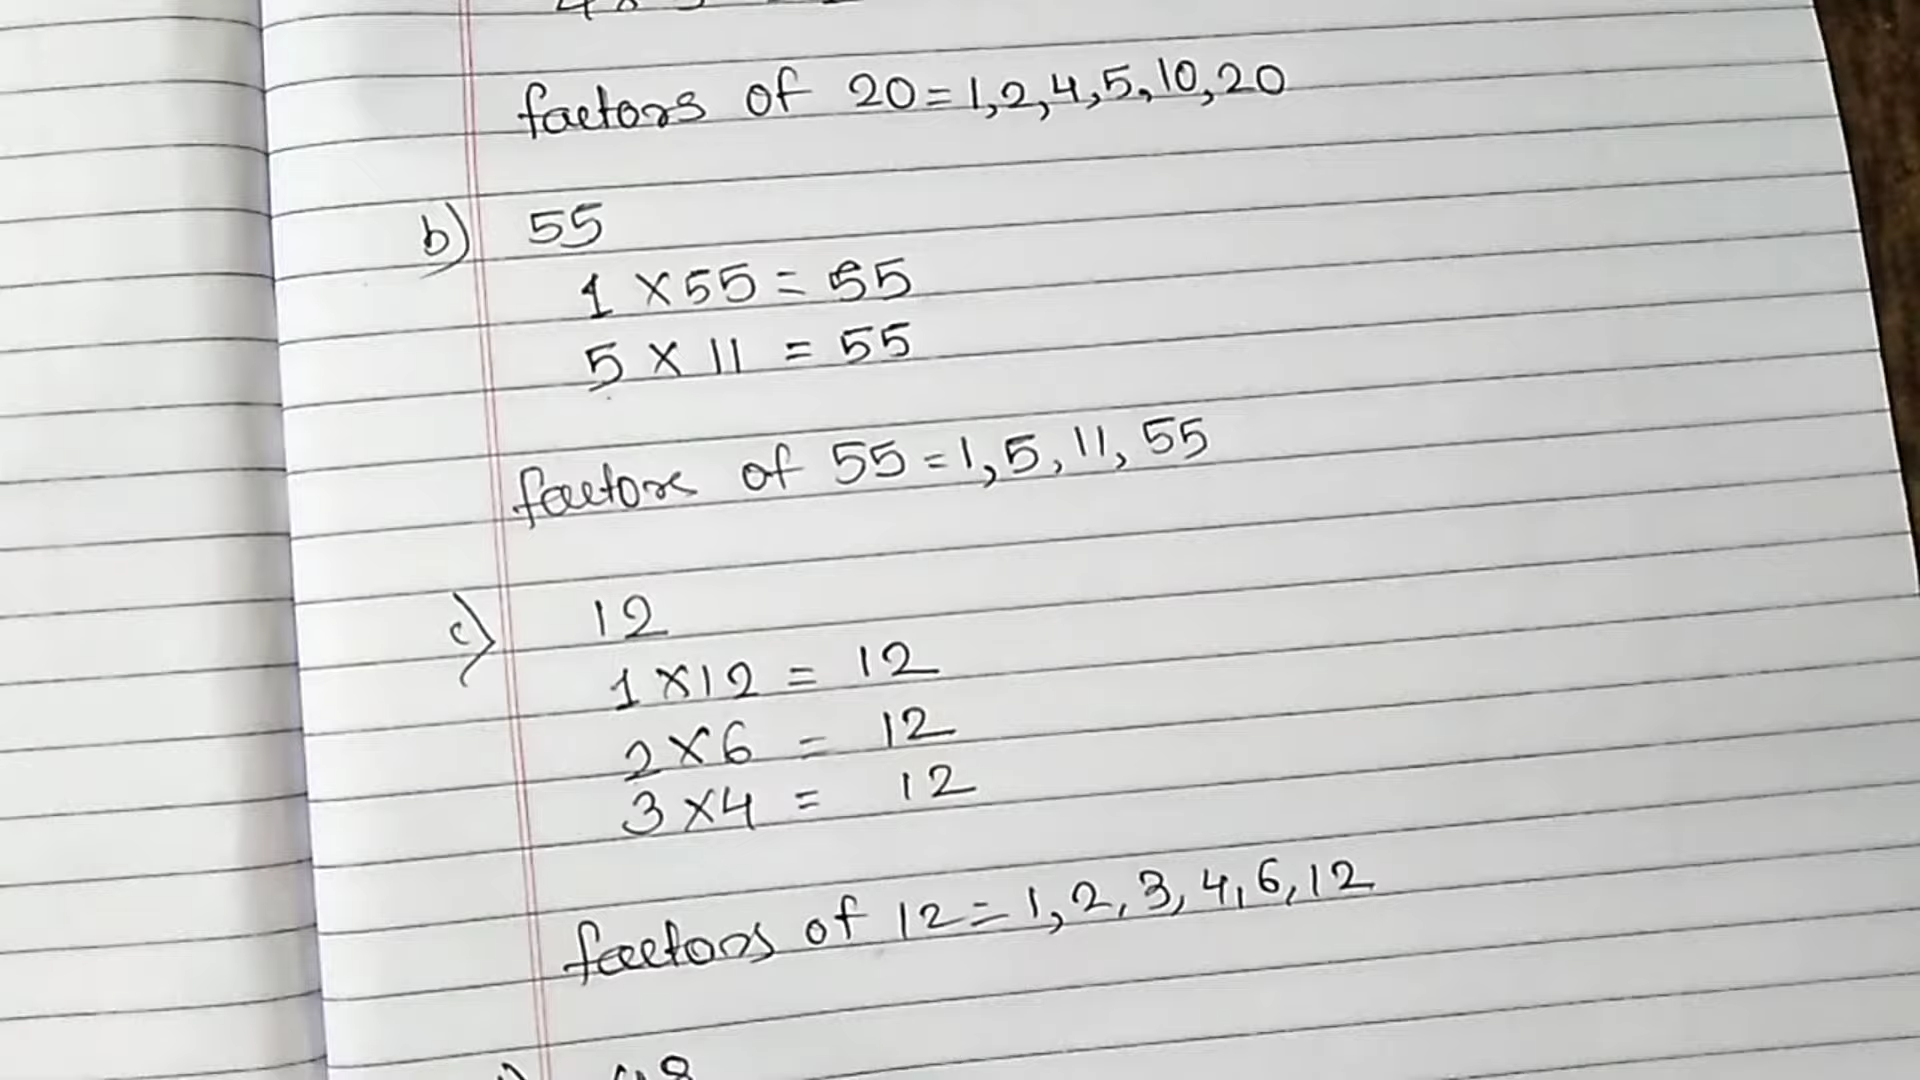 factors of 20 = 1,2,4,5,10,20
b) 55
1 × 55 = 55
5 × 11 = 55
factors of 55 = 1,5,11,55
c) 12
1 × 12 = 12
2 × 6 = 12
3 × 4 = 12
factors of 12 = 1,2,3,4,6,12
48